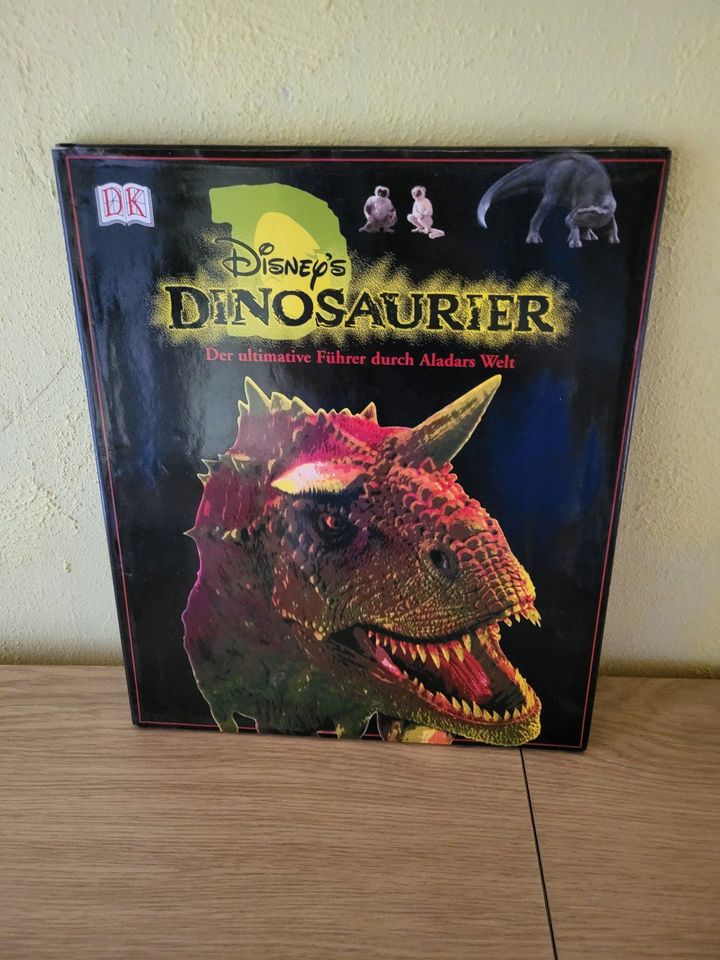 DK
DISNEY'S
DINOSAURIER
Der ultimative Führer durch Aladars Welt